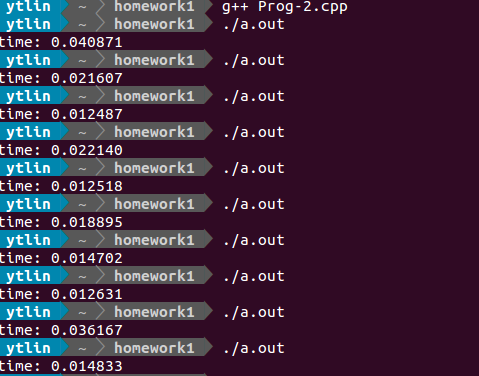 ytlin ~ homework1 g++ Prog-2.cpp
ytlin ~ homework1 ./a.out
time: 0.040871
ytlin ~ homework1 ./a.out
time: 0.021607
ytlin ~ homework1 ./a.out
time: 0.012487
ytlin ~ homework1 ./a.out
time: 0.022140
ytlin ~ homework1 ./a.out
time: 0.012518
ytlin ~ homework1 ./a.out
time: 0.018895
ytlin ~ homework1 ./a.out
time: 0.014702
ytlin ~ homework1 ./a.out
time: 0.012631
ytlin ~ homework1 ./a.out
time: 0.036167
ytlin ~ homework1 ./a.out
time: 0.014833